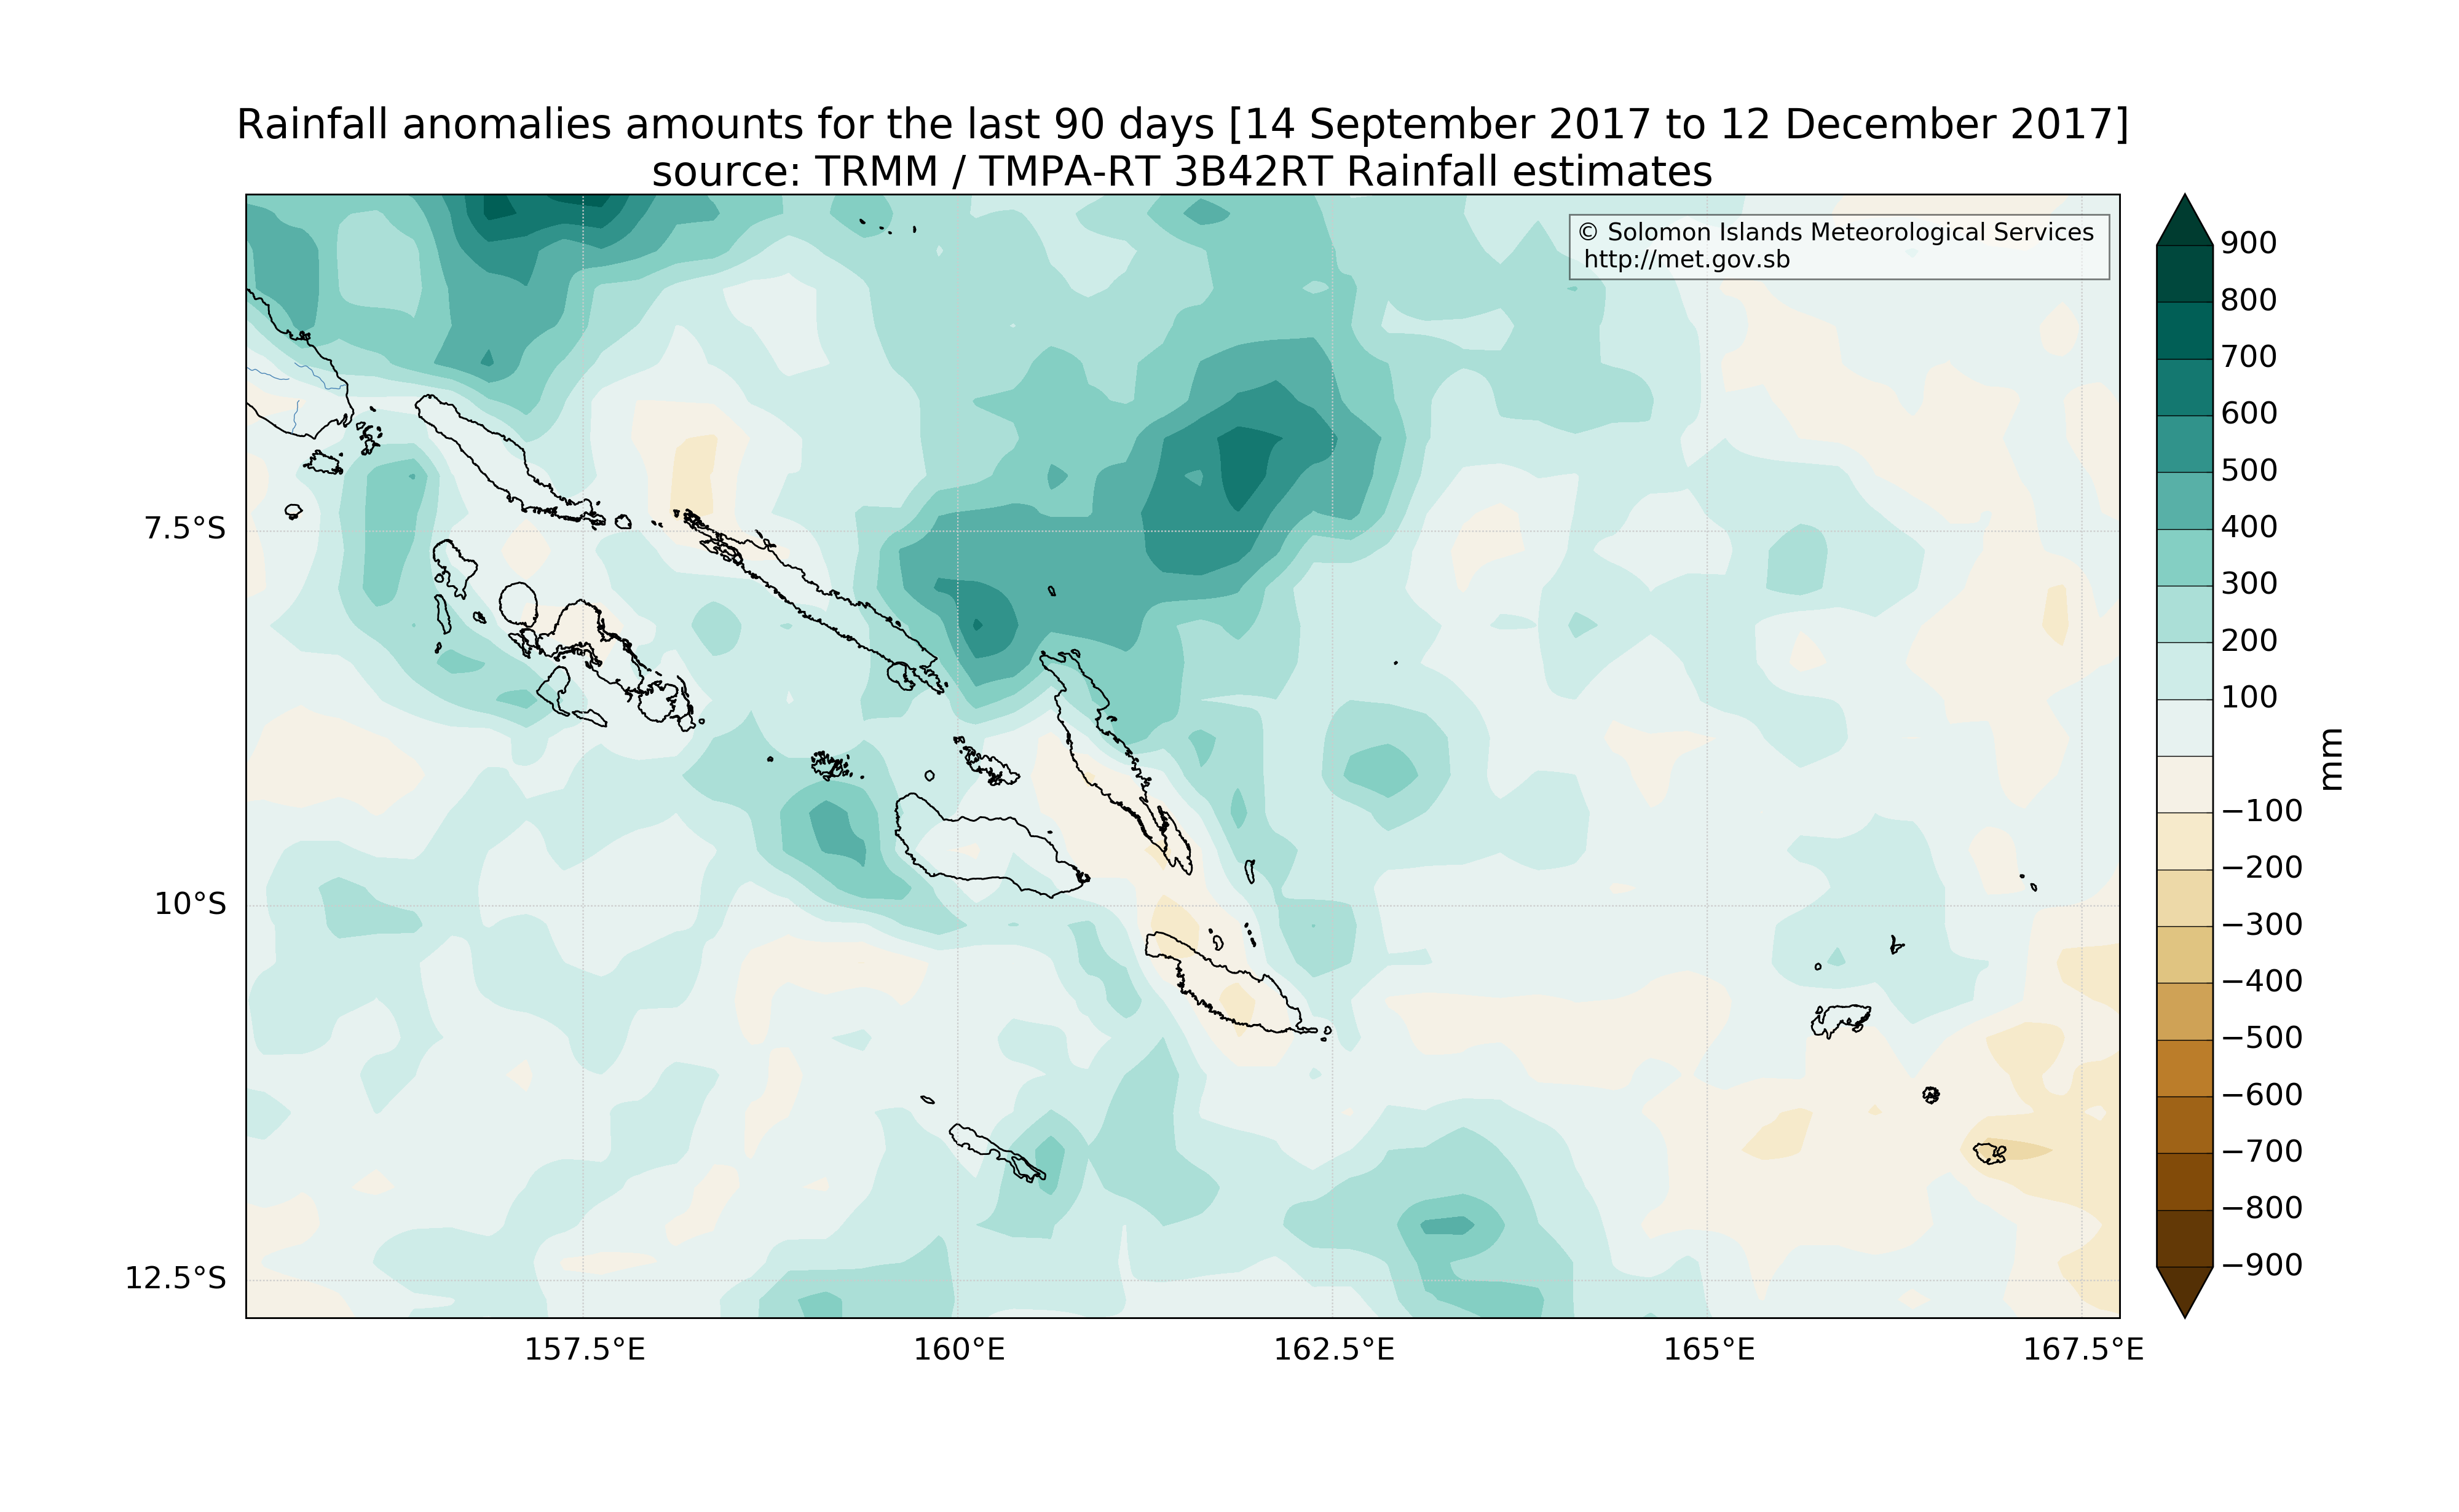 Rainfall anomalies amounts for the last 90 days [14 September 2017 to 12 December 2017]
source: TRMM / TMPA-RT 3B42RT Rainfall estimates
© Solomon Islands Meteorological Services
http://met.gov.sb
7.5°S
10°S
12.5°S
157.5°E
160°E
162.5°E
165°E
167.5°E
900
800
700
600
500
400
300
200
100
−100
−200
−300
−400
−500
−600
−700
−800
−900
mm